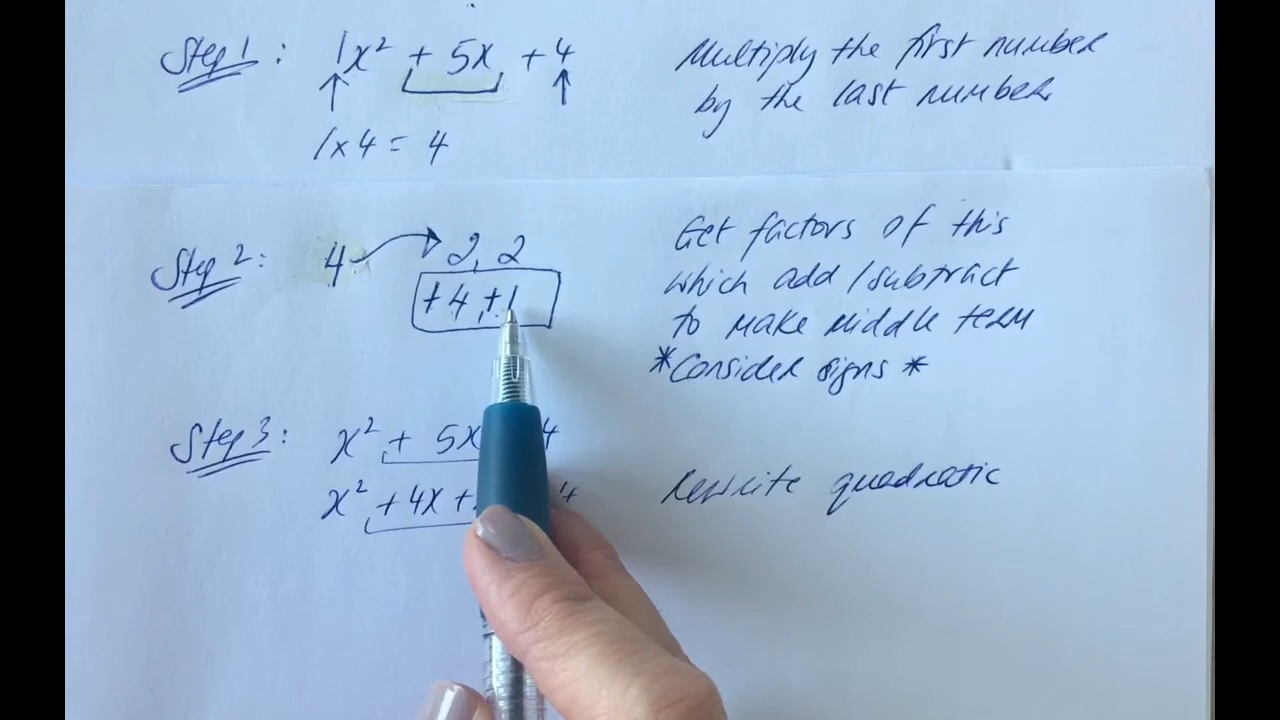 Step 1: 1x² + 5x + 4
1x4 = 4
Multiply the first number
by the last number
Step 2: 4 2, 2
+4, +1
Get factors of this
which add/subtract
to make middle term
*Consider signs*
Step 3: x² + 5x 4
x² + 4x + 4
Rewrite quadratic